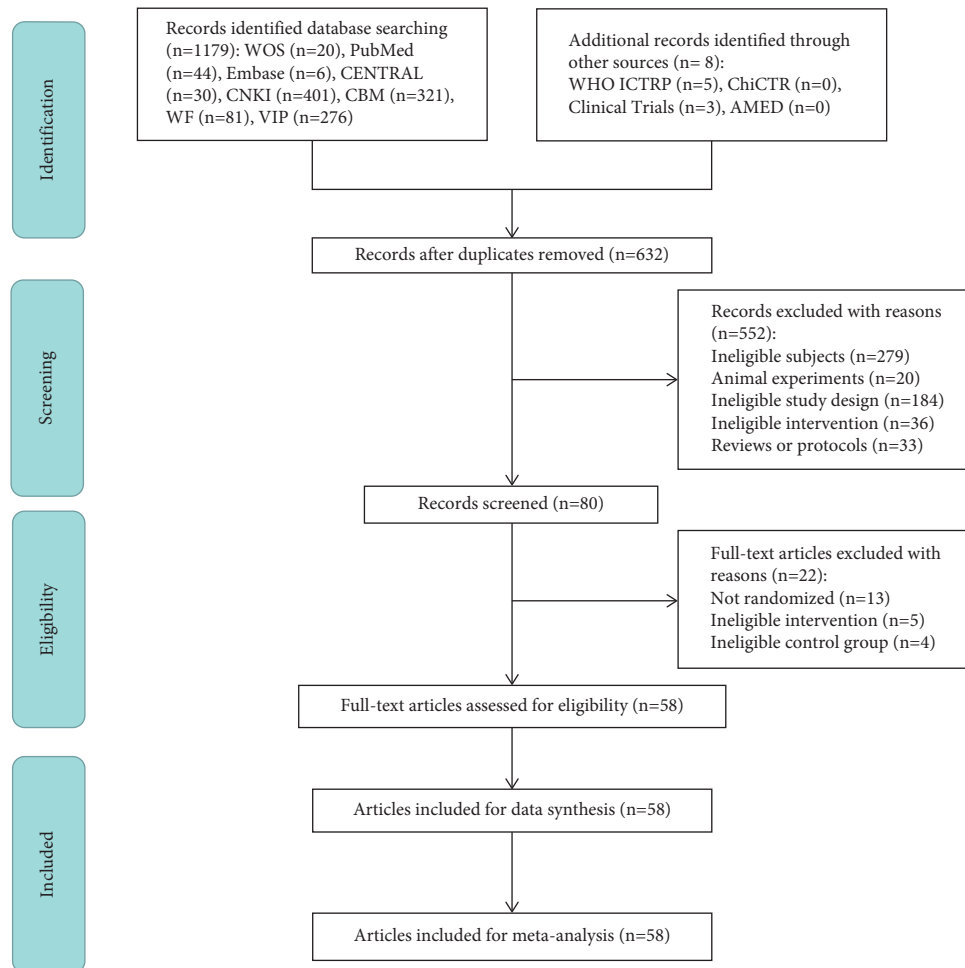 Identification
Records identified database searching
(n=1179): WOS (n=20), PubMed
(n=44), Embase (n=6), CENTRAL
(n=30), CNKI (n=401), CBM (n=321),
WF (n=81), VIP (n=276)
Additional records identified through
other sources (n= 8):
WHO ICTRP (n=5), ChiCTR (n=0),
Clinical Trials (n=3), AMED (n=0)
Records after duplicates removed (n=632)
Screening
Records excluded with reasons
(n=552):
Ineligible subjects (n=279)
Animal experiments (n=20)
Ineligible study design (n=184)
Ineligible intervention (n=36)
Reviews or protocols (n=33)
Records screened (n=80)
Eligibility
Full-text articles excluded with
reasons (n=22):
Not randomized (n=13)
Ineligible intervention (n=5)
Ineligible control group (n=4)
Full-text articles assessed for eligibility (n=58)
Included
Articles included for data synthesis (n=58)
Articles included for meta-analysis (n=58)